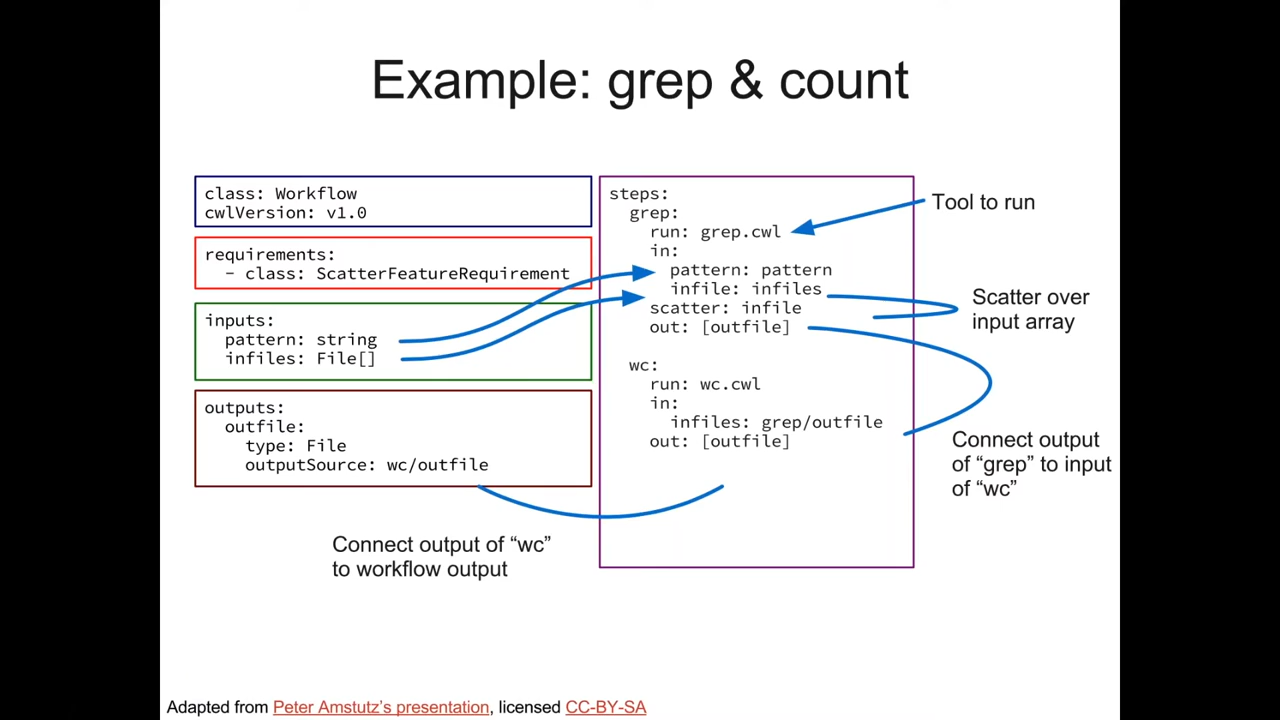 Example: grep & count
class: Workflow
cwlVersion: v1.0
requirements:
  - class: ScatterFeatureRequirement
inputs:
  pattern: string
  infiles: File[]
outputs:
  outfile:
    type: File
    outputSource: wc/outfile
Connect output of “wc”
to workflow output
steps:
  grep:
    run: grep.cwl
    in:
      pattern: pattern
      infile: infiles
    scatter: infile
    out: [outfile]
  wc:
    run: wc.cwl
    in:
      infiles: grep/outfile
    out: [outfile]
Tool to run
Scatter over
input array
Connect output
of “grep” to input
of “wc”
Adapted from Peter Amstutz’s presentation, licensed CC-BY-SA